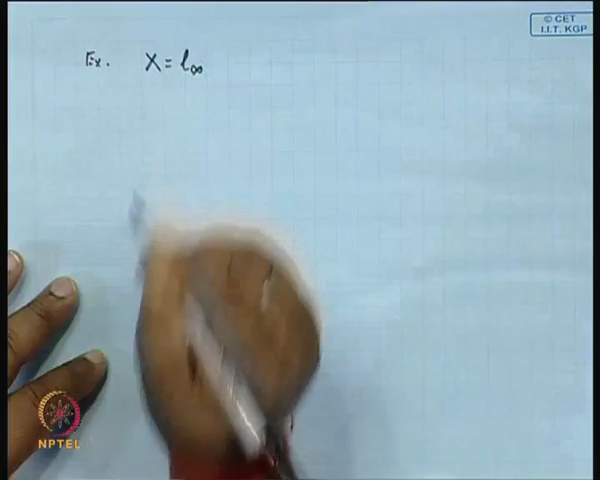 © CET
I.I.T. KGP
Ex. X = l∞
NPTEL